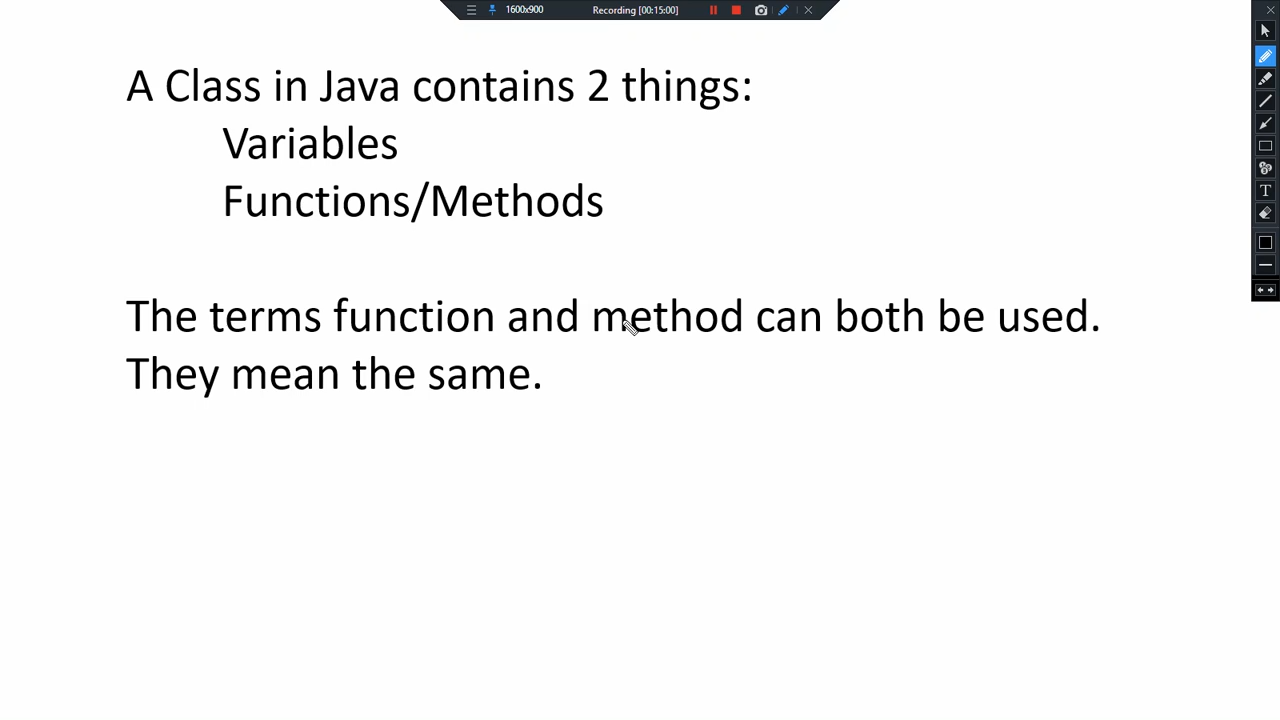 1600x900 Recording [00:15:00]
A Class in Java contains 2 things:
Variables
Functions/Methods
The terms function and method can both be used.
They mean the same.
T